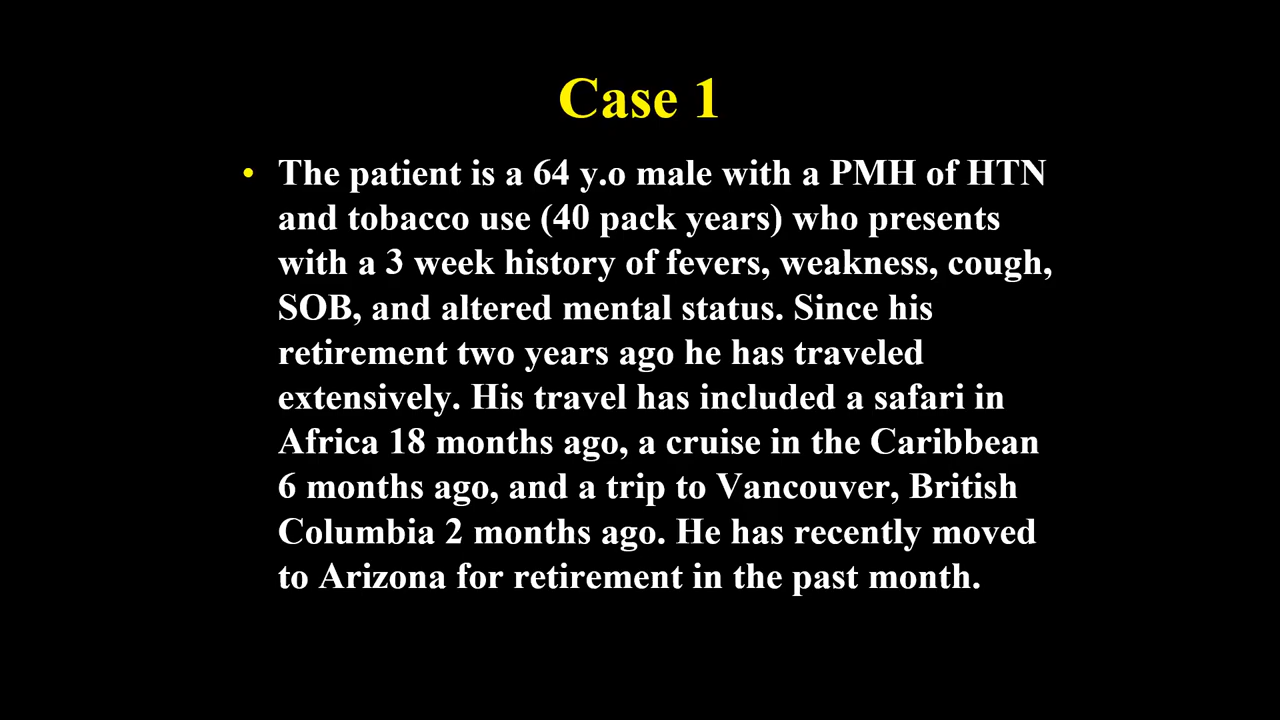 Case 1
• The patient is a 64 y.o male with a PMH of HTN
and tobacco use (40 pack years) who presents
with a 3 week history of fevers, weakness, cough,
SOB, and altered mental status. Since his
retirement two years ago he has traveled
extensively. His travel has included a safari in
Africa 18 months ago, a cruise in the Caribbean
6 months ago, and a trip to Vancouver, British
Columbia 2 months ago. He has recently moved
to Arizona for retirement in the past month.